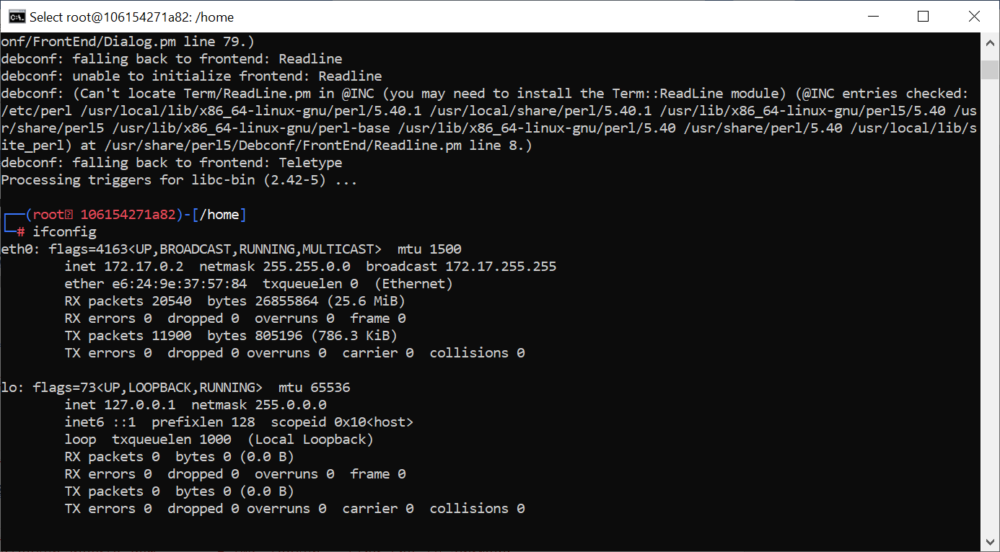 Select root@106154271a82: /home
onf/FrontEnd/Dialog.pm line 79.)
debconf: falling back to frontend: Readline
debconf: unable to initialize frontend: Readline
debconf: (Can't locate Term/ReadLine.pm in @INC (you may need to install the Term::ReadLine module) (@INC entries checked:
/etc/perl /usr/local/lib/x86_64-linux-gnu/perl/5.40.1 /usr/local/share/perl/5.40.1 /usr/lib/x86_64-linux-gnu/perl5/5.40 /us
r/share/perl5 /usr/lib/x86_64-linux-gnu/perl-base /usr/lib/x86_64-linux-gnu/perl/5.40 /usr/share/perl/5.40 /usr/local/lib/s
ite_perl) at /usr/share/perl5/Debconf/FrontEnd/Readline.pm line 8.)
debconf: falling back to frontend: Teletype
Processing triggers for libc-bin (2.42-5) ...
┌──(root⍰ 106154271a82)-[/home]
└─# ifconfig
eth0: flags=4163<UP,BROADCAST,RUNNING,MULTICAST>  mtu 1500
        inet 172.17.0.2  netmask 255.255.0.0  broadcast 172.17.255.255
        ether e6:24:9e:37:57:84  txqueuelen 0  (Ethernet)
        RX packets 20540  bytes 26855864 (25.6 MiB)
        RX errors 0  dropped 0  overruns 0  frame 0
        TX packets 11900  bytes 805196 (786.3 KiB)
        TX errors 0  dropped 0 overruns 0  carrier 0  collisions 0
lo: flags=73<UP,LOOPBACK,RUNNING>  mtu 65536
        inet 127.0.0.1  netmask 255.0.0.0
        inet6 ::1  prefixlen 128  scopeid 0x10<host>
        loop  txqueuelen 1000  (Local Loopback)
        RX packets 0  bytes 0 (0.0 B)
        RX errors 0  dropped 0  overruns 0  frame 0
        TX packets 0  bytes 0 (0.0 B)
        TX errors 0  dropped 0 overruns 0  carrier 0  collisions 0